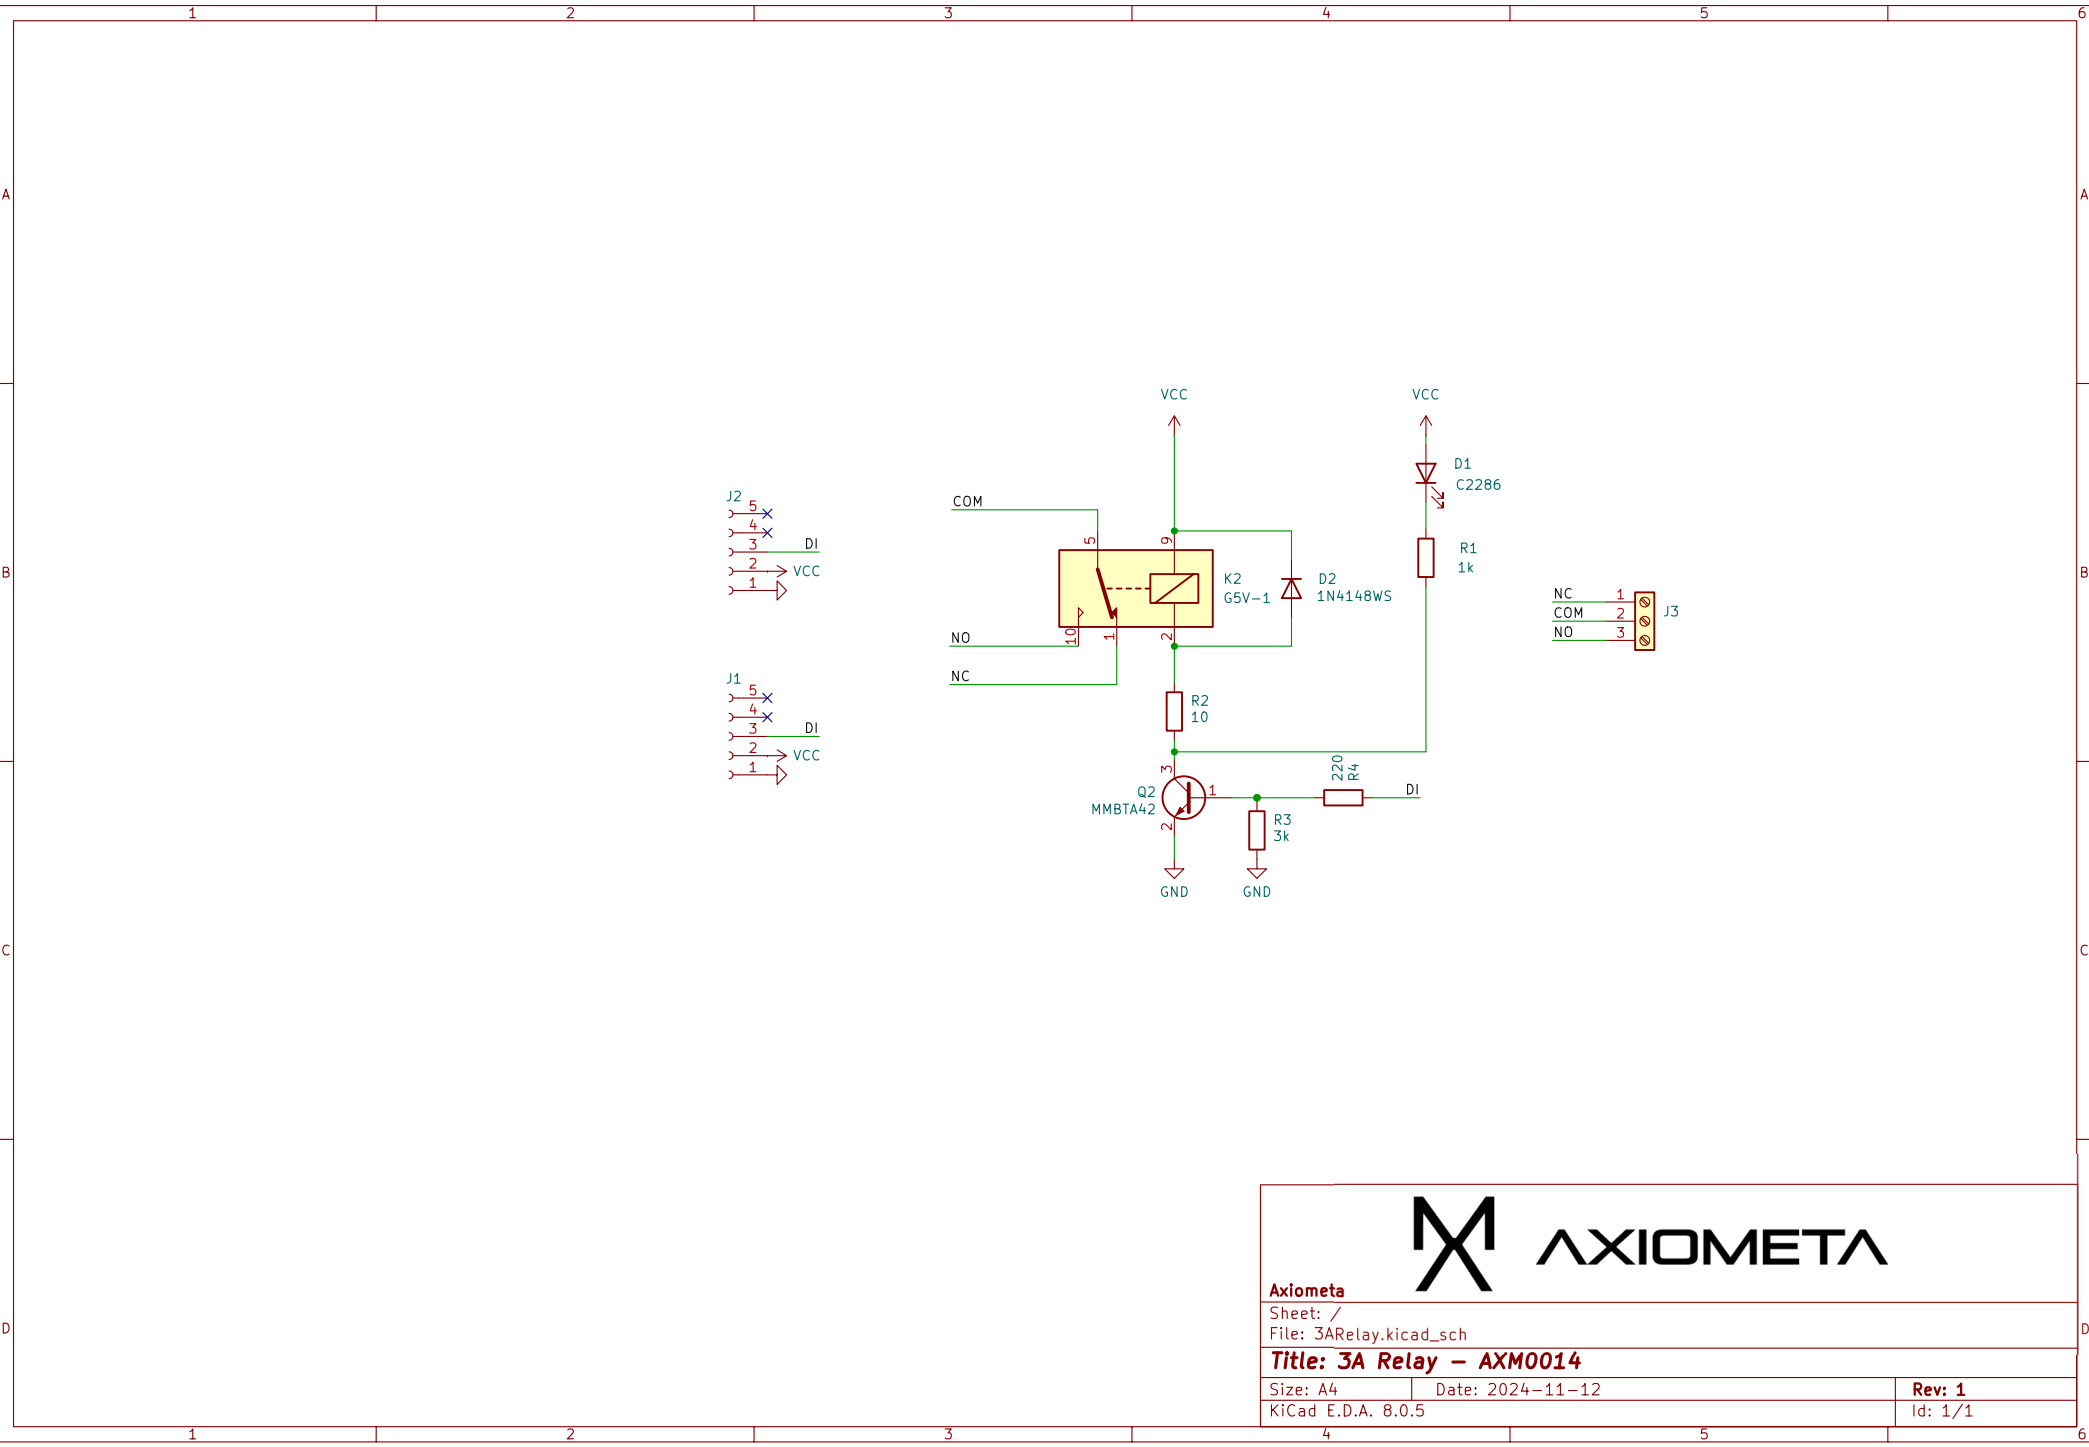 1 2 3 4 5 6
A A
VCC VCC
D1
C2286
J2
5
4
3 DI
2 VCC
1
COM
5 9
K2
G5V-1
D2
1N4148WS
R1
1k
B B
NO
10 1 2
NC
NC 1
COM 2
NO 3
J3
J1
5
4
3 DI
2 VCC
1
R2
10
3
Q2
MMBTA42
1
2
220
R4
DI
R3
3k
GND GND
C C
AXIOMETA
Axiometa
Sheet: /
File: 3ARelay.kicad_sch
D D
Title: 3A Relay - AXM0014
Size: A4 Date: 2024-11-12 Rev: 1
KiCad E.D.A. 8.0.5 Id: 1/1
1 2 3 4 5 6